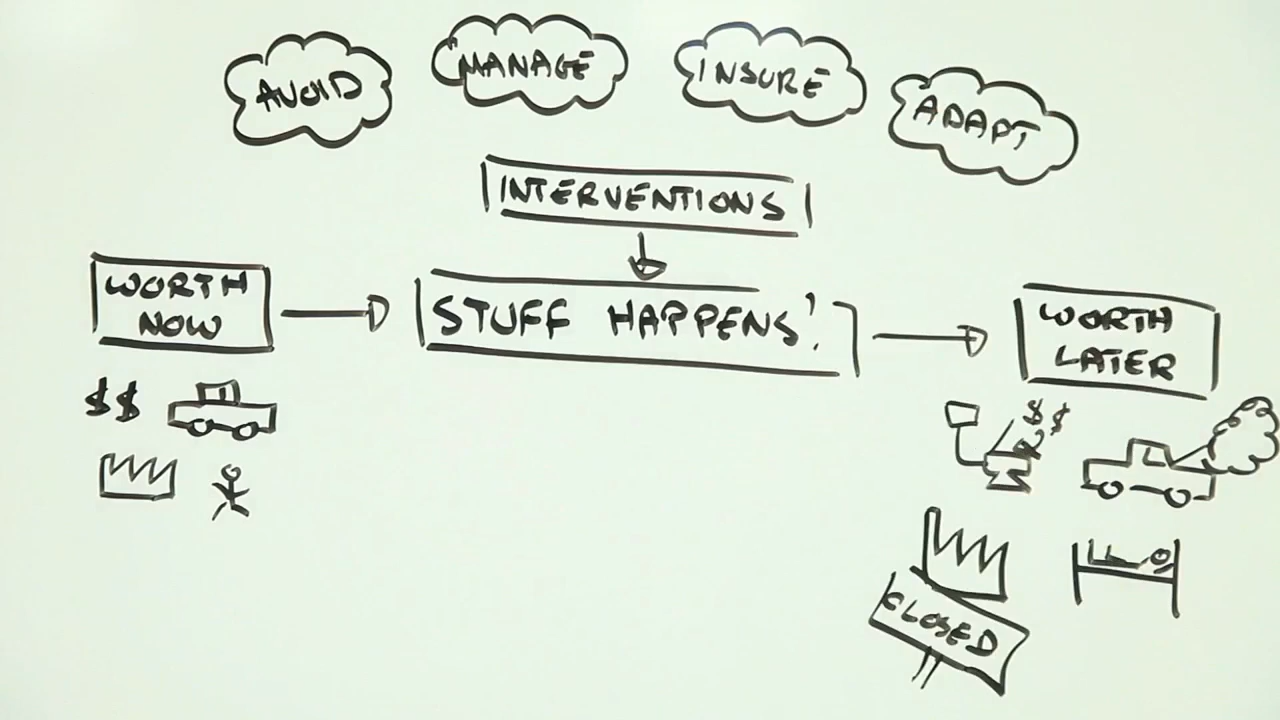 AVOID
MANAGE
INSURE
ADAPT
INTERVENTIONS
WORTH
NOW
STUFF HAPPENS!
WORTH
LATER
$$
$$
CLOSED